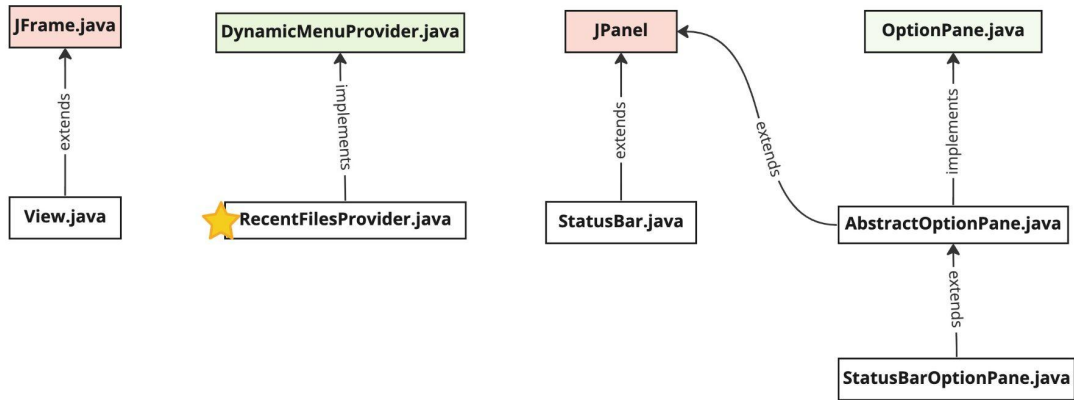 JFrame.java
DynamicMenuProvider.java
JPanel
OptionPane.java
extends
implements
extends
extends
implements
View.java
RecentFilesProvider.java
StatusBar.java
AbstractOptionPane.java
extends
StatusBarOptionPane.java